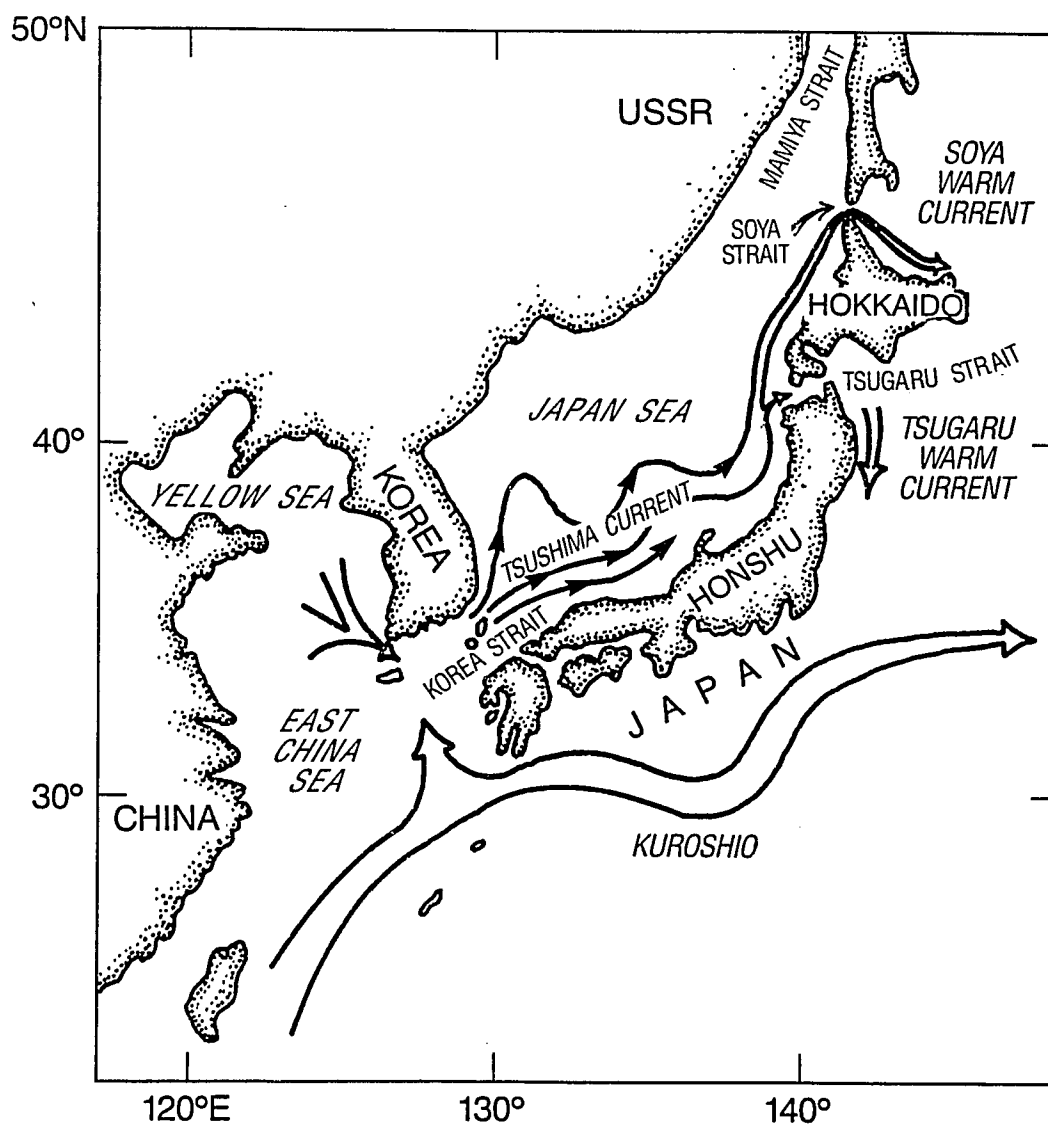 50°N
USSR
MAMIYA STRAIT
SOYA
WARM
CURRENT
SOYA
STRAIT
HOKKAIDO
TSUGARU STRAIT
JAPAN SEA
40°
TSUGARU
WARM
CURRENT
YELLOW SEA
KOREA
TSUSHIMA CURRENT
HONSHU
KOREA STRAIT
JAPAN
EAST
CHINA
SEA
30°
CHINA
KUROSHIO
120°E
130°
140°